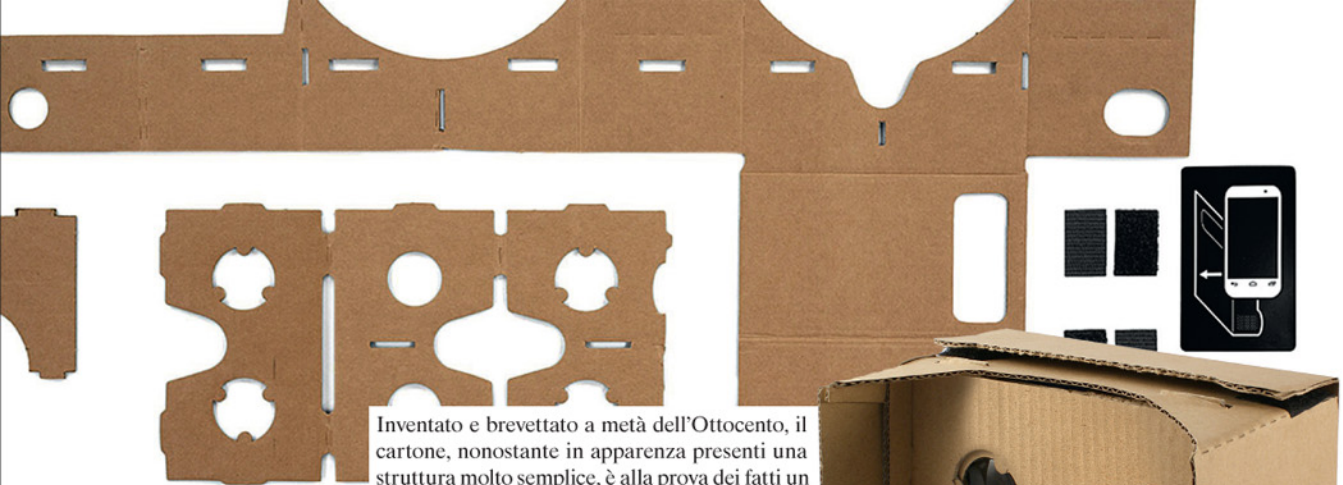 Inventato e brevettato a metà dell’Ottocento, il
cartone, nonostante in apparenza presenti una
struttura molto semplice, è alla prova dei fatti un